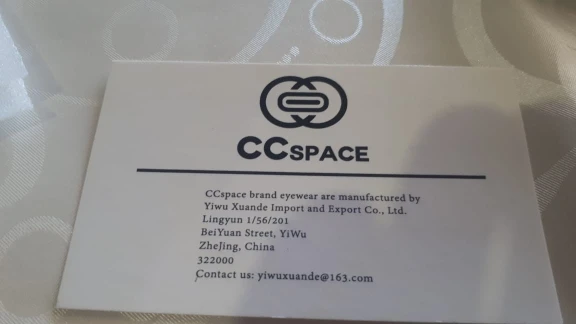 CCSPACE
CCspace brand eyewear are manufactured by
Yiwu Xuande Import and Export Co., Ltd.
Lingyun 1/56/201
BeiYuan Street, YiWu
ZheJing, China
322000
Contact us: yiwuxuande@163.com